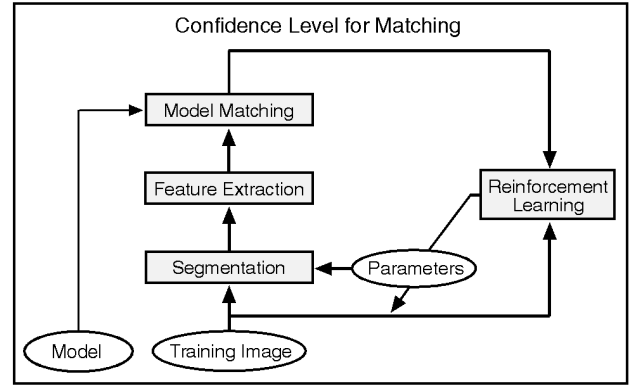 Confidence Level for Matching
Model Matching
Feature Extraction
Reinforcement
Learning
Segmentation
Parameters
Model
Training Image